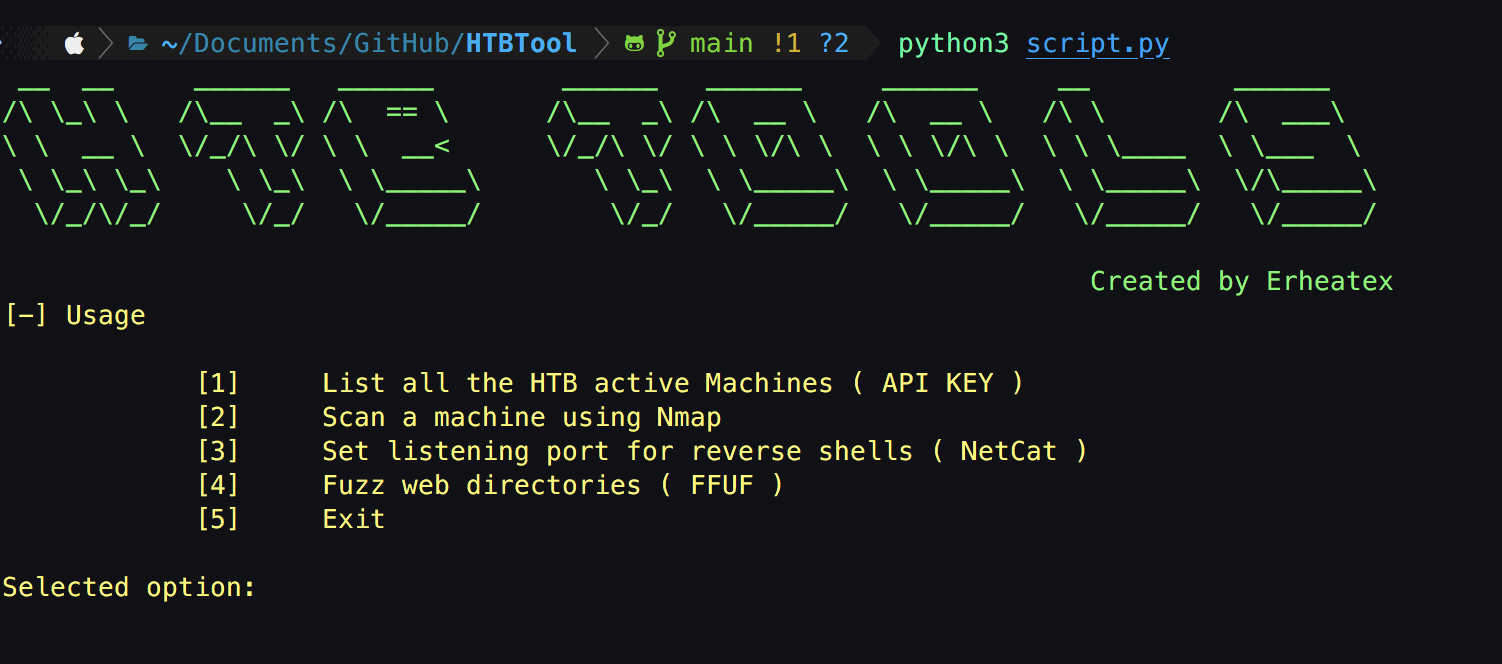 ~/Documents/GitHub/HTBTool main !1 ?2 python3 script.py
HTB TOOLS
Created by Erheatex
[-] Usage
[1] List all the HTB active Machines ( API KEY )
[2] Scan a machine using Nmap
[3] Set listening port for reverse shells ( NetCat )
[4] Fuzz web directories ( FFUF )
[5] Exit
Selected option: